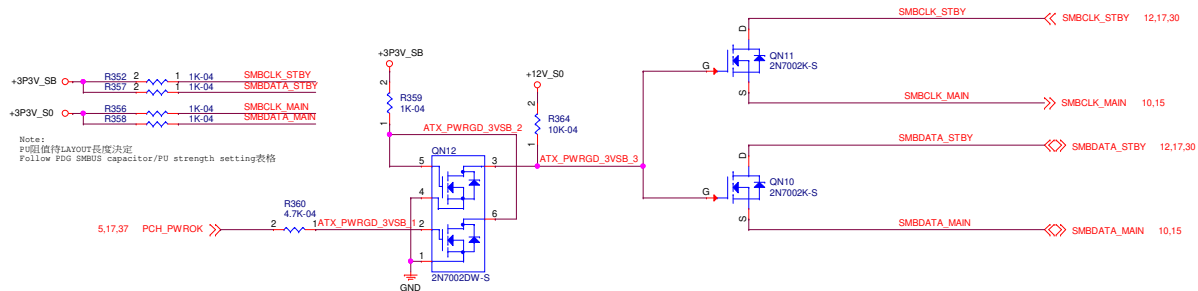 +3P3V_SB
R352 2 1 1K-04 SMBCLK_STBY
R357 2 1 1K-04 SMBDATA_STBY
+3P3V_S0
R356 1K-04 SMBCLK_MAIN
R358 1K-04 SMBDATA_MAIN
Note:
PU阻值待LAYOUT長度決定
Follow PDG SMBUS capacitor/PU strength setting表格
+3P3V_SB
2
R359
1K-04
1
ATX_PWRGD_3VSB_2
+12V_S0
2
R364
10K-04
1
ATX_PWRGD_3VSB_3
QN12
5
3
4
6
2
1
2N7002DW-S
GND
R360
4.7K-04
5,17,37 PCH_PWROK 2 1 ATX_PWRGD_3VSB_1
SMBCLK_STBY
SMBCLK_STBY 12,17,30
D
QN11
2N7002K-S
G
S
SMBCLK_MAIN
SMBCLK_MAIN 10,15
SMBDATA_STBY
SMBDATA_STBY 12,17,30
D
QN10
2N7002K-S
G
S
SMBDATA_MAIN
SMBDATA_MAIN 10,15